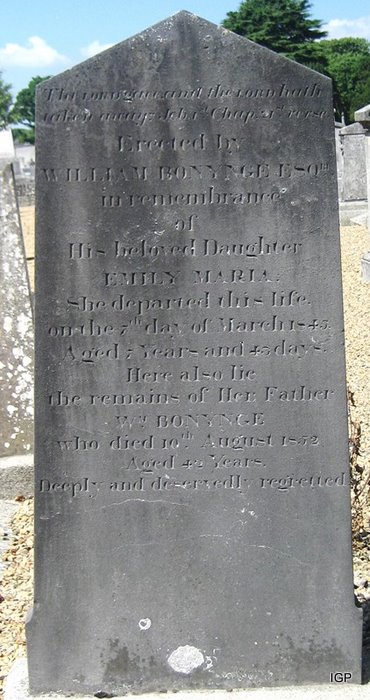 The Lord gave and the Lord hath
taken away. Job 1st Chap. 21st verse
Erected by
WILLIAM BONYNGE ESQR
in remembrance
of
His beloved Daughter
EMILY MARIA.
She departed this life.
on the 7th day of March 1845.
Aged 7 Years and 45 days.
Here also lie
the remains of Her Father
WM BONYNGE
who died 10th August 1852
Aged 42 Years.
Deeply and deservedly regretted.
IGP